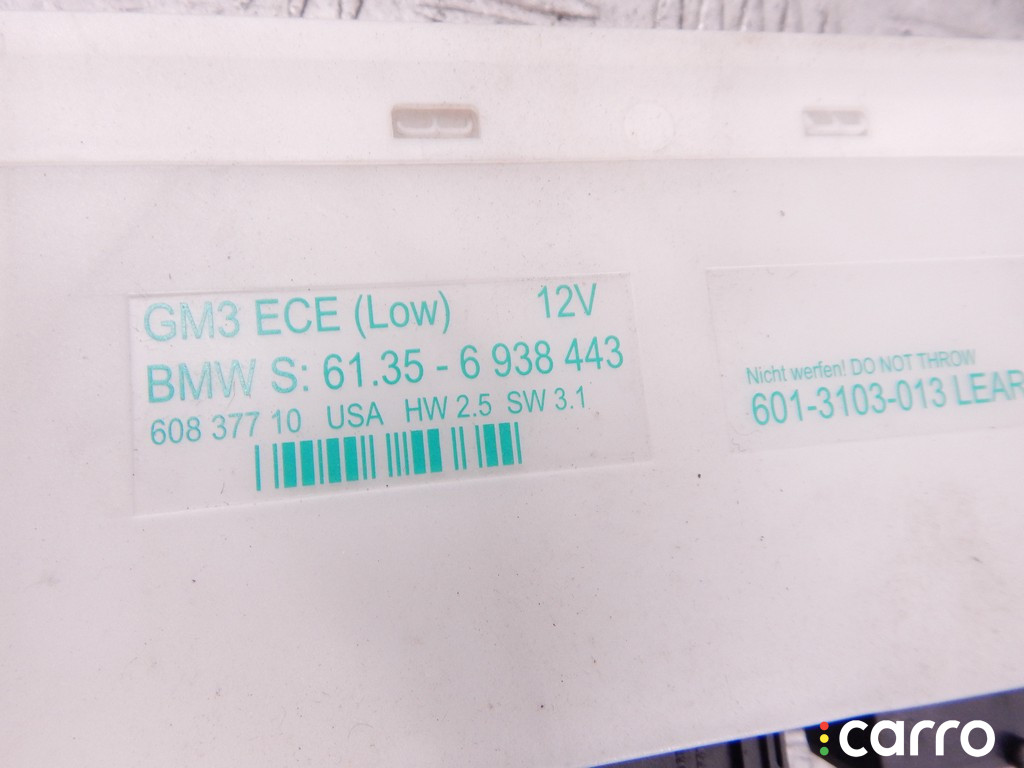 GM3 ECE (Low) 12V
BMW S: 61.35 - 6 938 443
608 377 10 USA HW 2.5 SW 3.1
Nicht werfen! DO NOT THROW
601-3103-013 LEAR
carro